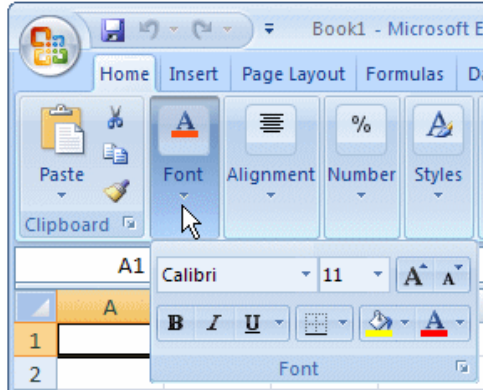 Book1 - Microsoft E
Home Insert Page Layout Formulas D
A % A
Paste Font Alignment Number Styles
Clipboard
A1 Calibri 11 A A
A B I U A
1 Font
2